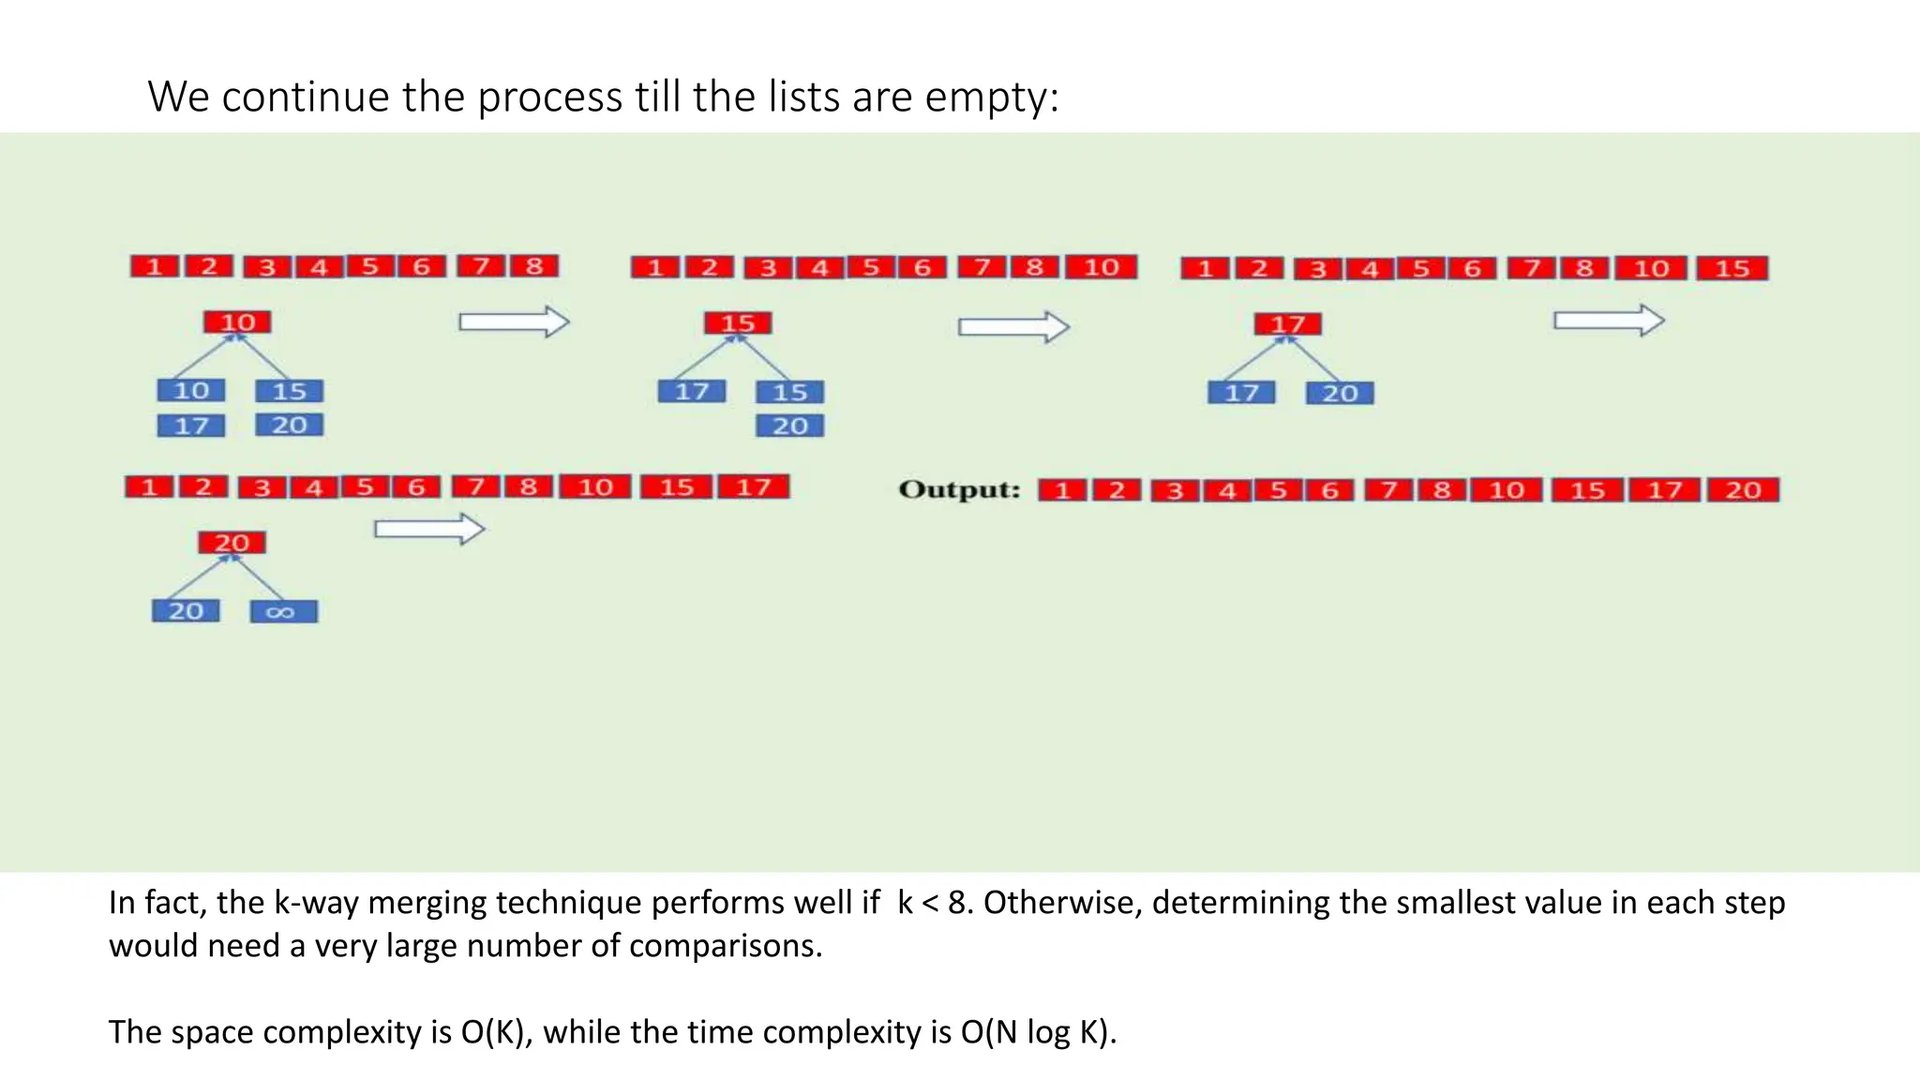 We continue the process till the lists are empty:
1 2 3 4 5 6 7 8
10
10 15
17 20
1 2 3 4 5 6 7 8 10
15
17 15
20
1 2 3 4 5 6 7 8 10 15
17
17 20
1 2 3 4 5 6 7 8 10 15 17
20
20 ∞
Output: 1 2 3 4 5 6 7 8 10 15 17 20
In fact, the k-way merging technique performs well if k < 8. Otherwise, determining the smallest value in each step
would need a very large number of comparisons.
The space complexity is O(K), while the time complexity is O(N log K).